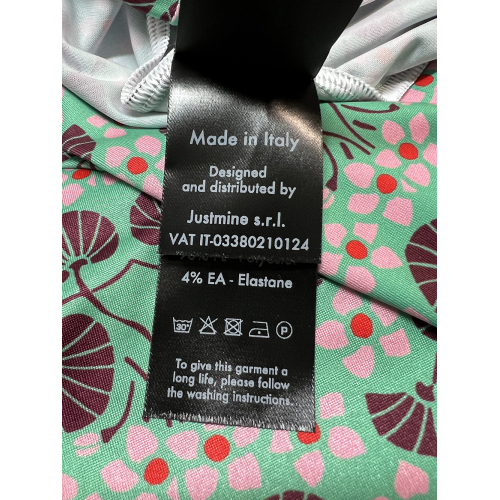 Made in Italy
Designed
and distributed by
Justmine s.r.l.
VAT IT-03380210124
4% EA - Elastane
30°
P
To give this garment a
long life, please follow
the washing instructions.